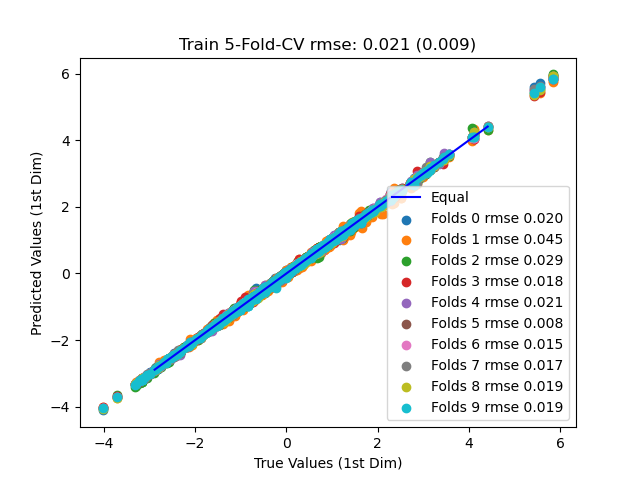 Train 5-Fold-CV rmse: 0.021 (0.009)
Predicted Values (1st Dim)
6
4
2
0
−2
−4
−4
−2
0
2
4
6
True Values (1st Dim)
Equal
Folds 0 rmse 0.020
Folds 1 rmse 0.045
Folds 2 rmse 0.029
Folds 3 rmse 0.018
Folds 4 rmse 0.021
Folds 5 rmse 0.008
Folds 6 rmse 0.015
Folds 7 rmse 0.017
Folds 8 rmse 0.019
Folds 9 rmse 0.019